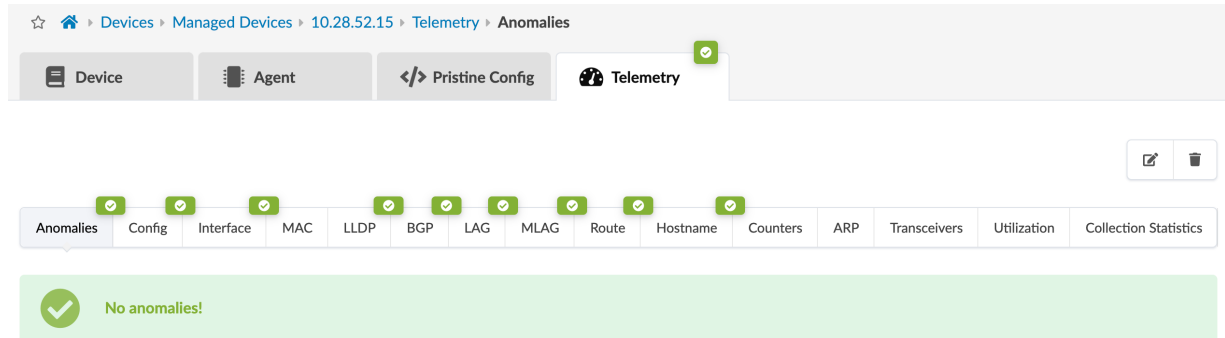 Devices Managed Devices 10.28.52.15 Telemetry Anomalies
Device Agent Pristine Config Telemetry
Anomalies Config Interface MAC LLDP BGP LAG MLAG Route Hostname Counters ARP Transceivers Utilization Collection Statistics
No anomalies!